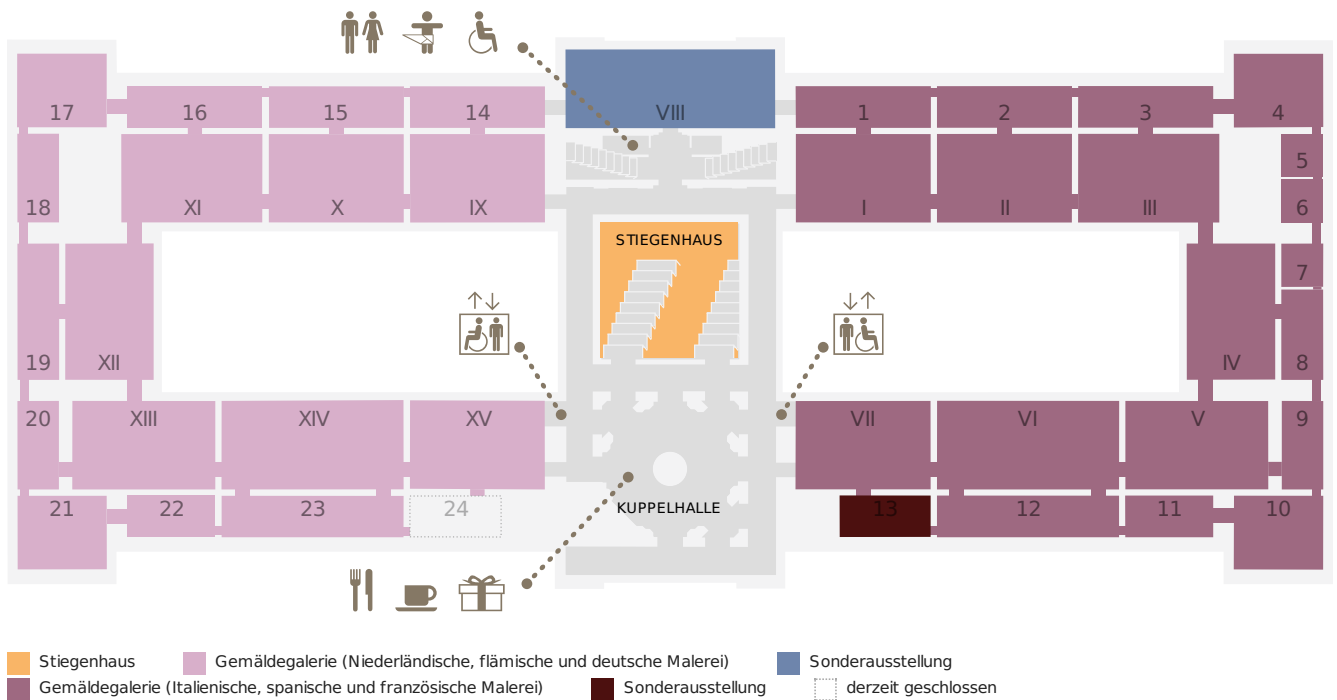 17 16 15 14 VIII 1 2 3 4
5
18 XI X IX I II III 6
STIEGENHAUS
7
19 XII IV 8
20 XIII XIV XV VII VI V 9
21 22 23 24 KUPPELHALLE 13 12 11 10
Stiegenhaus
Gemäldegalerie (Niederländische, flämische und deutsche Malerei)
Sonderausstellung
Gemäldegalerie (Italienische, spanische und französische Malerei)
Sonderausstellung
derzeit geschlossen